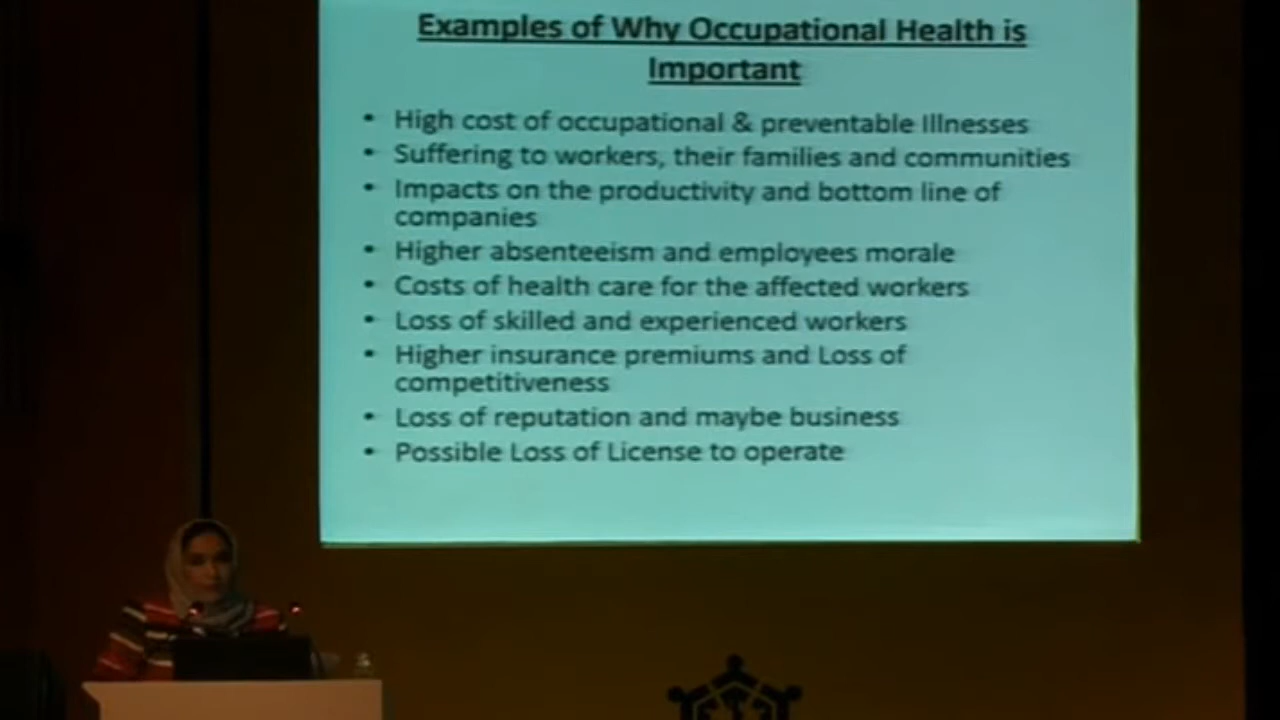 Examples of Why Occupational Health is
Important
• High cost of occupational & preventable Illnesses
• Suffering to workers, their families and communities
• Impacts on the productivity and bottom line of
companies
• Higher absenteeism and employees morale
• Costs of health care for the affected workers
• Loss of skilled and experienced workers
• Higher insurance premiums and Loss of
competitiveness
• Loss of reputation and maybe business
• Possible Loss of License to operate